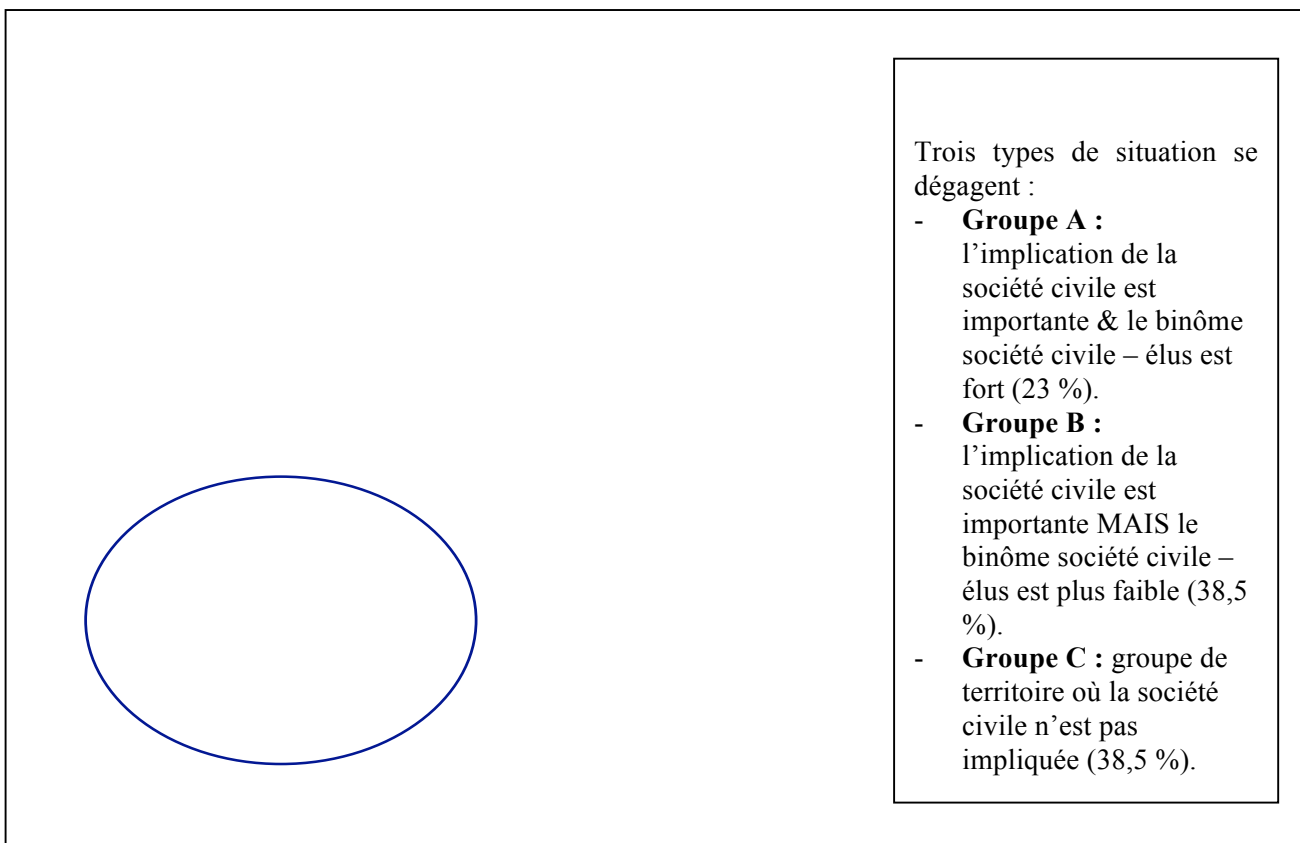 Trois types de situation se
dégagent :
- Groupe A :
l’implication de la
société civile est
importante & le binôme
société civile – élus est
fort (23 %).
- Groupe B :
l’implication de la
société civile est
importante MAIS le
binôme société civile –
élus est plus faible (38,5
%).
- Groupe C : groupe de
territoire où la société
civile n’est pas
impliquée (38,5 %).